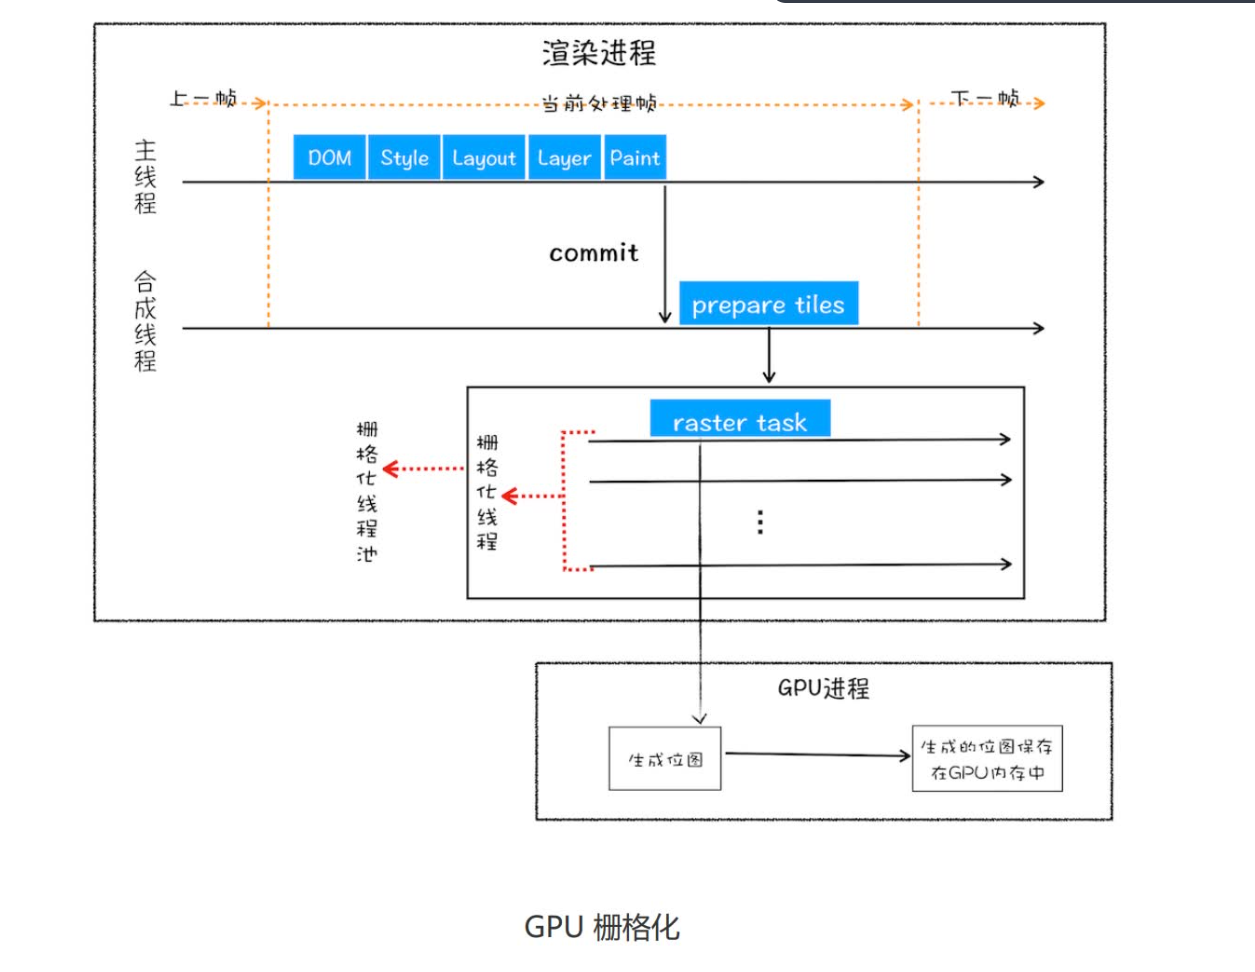 渲染进程
上一帧
当前处理帧
下一帧
主线程
DOM
Style
Layout
Layer
Paint
commit
合成线程
prepare tiles
raster task
栅格化线程池
栅格化线程
GPU进程
生成位图
生成的位图保存
在GPU内存中
GPU 栅格化